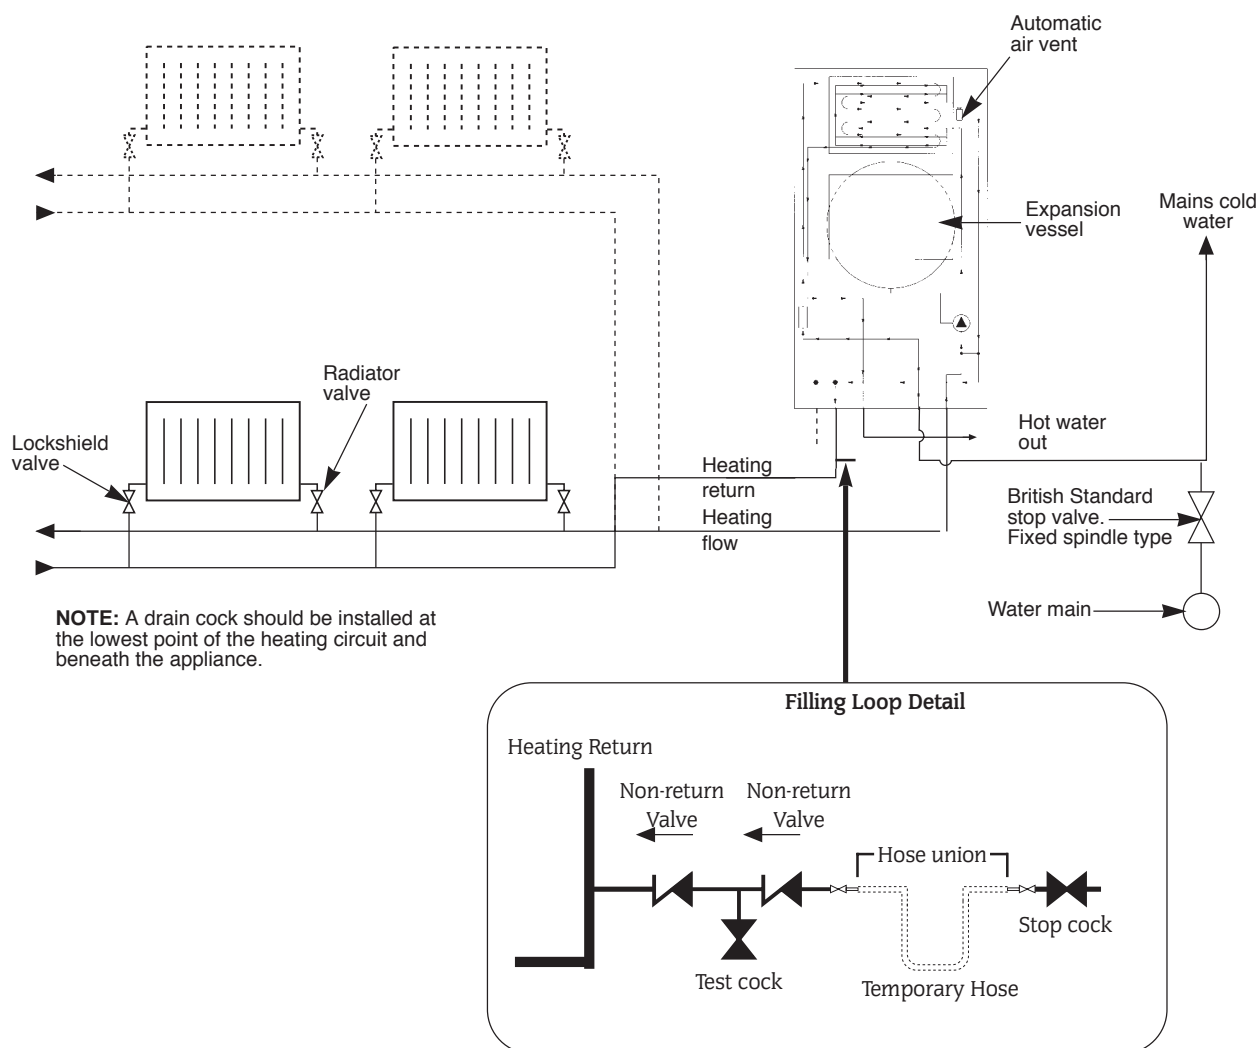 Automatic
air vent
Expansion
vessel
Mains cold
water
Radiator
valve
Lockshield
valve
Hot water
out
Heating
return
Heating
flow
British Standard
stop valve.
Fixed spindle type
Water main
NOTE: A drain cock should be installed at
the lowest point of the heating circuit and
beneath the appliance.
Filling Loop Detail
Heating Return
Non-return
Valve
Non-return
Valve
Hose union
Stop cock
Test cock
Temporary Hose